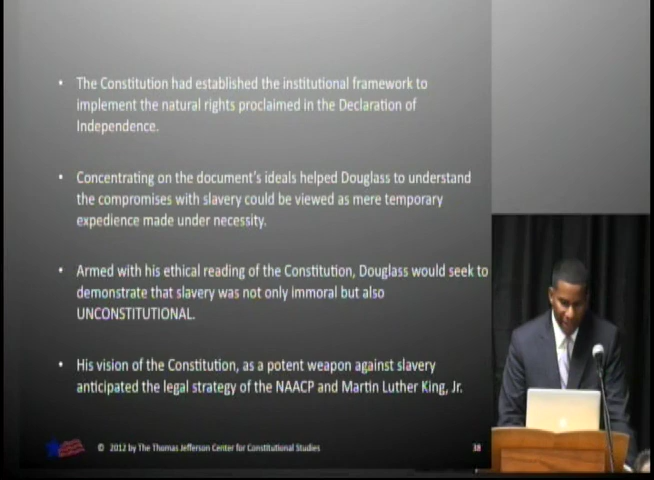 • The Constitution had established the institutional framework to
implement the natural rights proclaimed in the Declaration of
Independence.
• Concentrating on the document's ideals helped Douglass to understand
the compromises with slavery could be viewed as mere temporary
expedience made under necessity.
• Armed with his ethical reading of the Constitution, Douglass would seek to
demonstrate that slavery was not only immoral but also
UNCONSTITUTIONAL.
• His vision of the Constitution, as a potent weapon against slavery
anticipated the legal strategy of the NAACP and Martin Luther King, Jr.
© 2012 by The Thomas Jefferson Center for Constitutional Studies
38